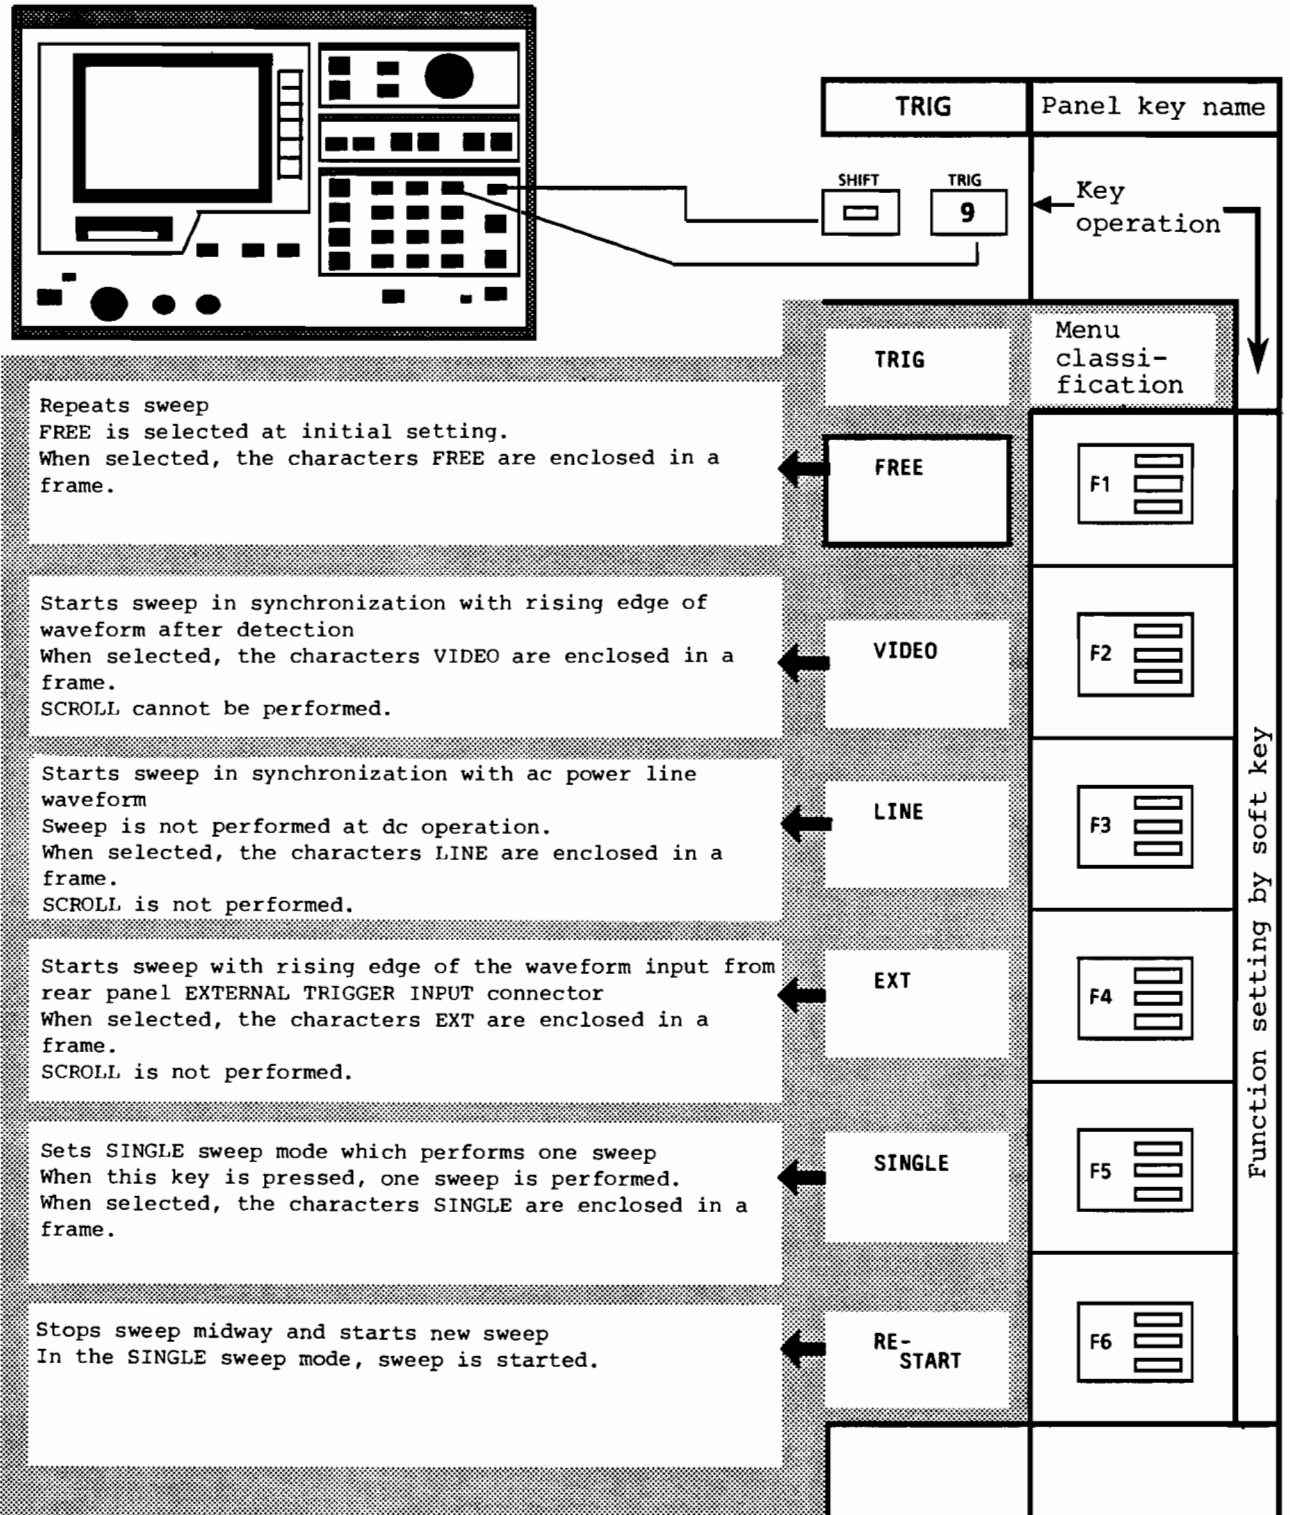 TRIG
Panel key name
SHIFT
TRIG
9
Key
operation
TRIG
Menu
classi-
fication
Repeats sweep
FREE is selected at initial setting.
When selected, the characters FREE are enclosed in a
frame.
FREE
F1
Starts sweep in synchronization with rising edge of
waveform after detection
When selected, the characters VIDEO are enclosed in a
frame.
SCROLL cannot be performed.
VIDEO
F2
Starts sweep in synchronization with ac power line
waveform
Sweep is not performed at dc operation.
When selected, the characters LINE are enclosed in a
frame.
SCROLL is not performed.
LINE
F3
Starts sweep with rising edge of the waveform input from
rear panel EXTERNAL TRIGGER INPUT connector
When selected, the characters EXT are enclosed in a
frame.
SCROLL is not performed.
EXT
F4
Sets SINGLE sweep mode which performs one sweep
When this key is pressed, one sweep is performed.
When selected, the characters SINGLE are enclosed in a
frame.
SINGLE
F5
Stops sweep midway and starts new sweep
In the SINGLE sweep mode, sweep is started.
RE-
START
F6
Function setting by soft key